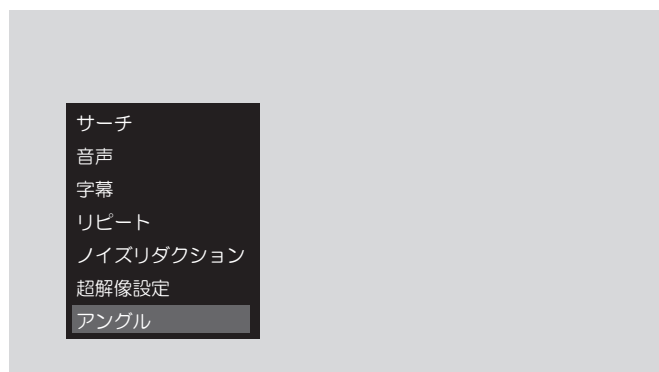 サーチ
音声
字幕
リピート
ノイズリダクション
超解像設定
アングル